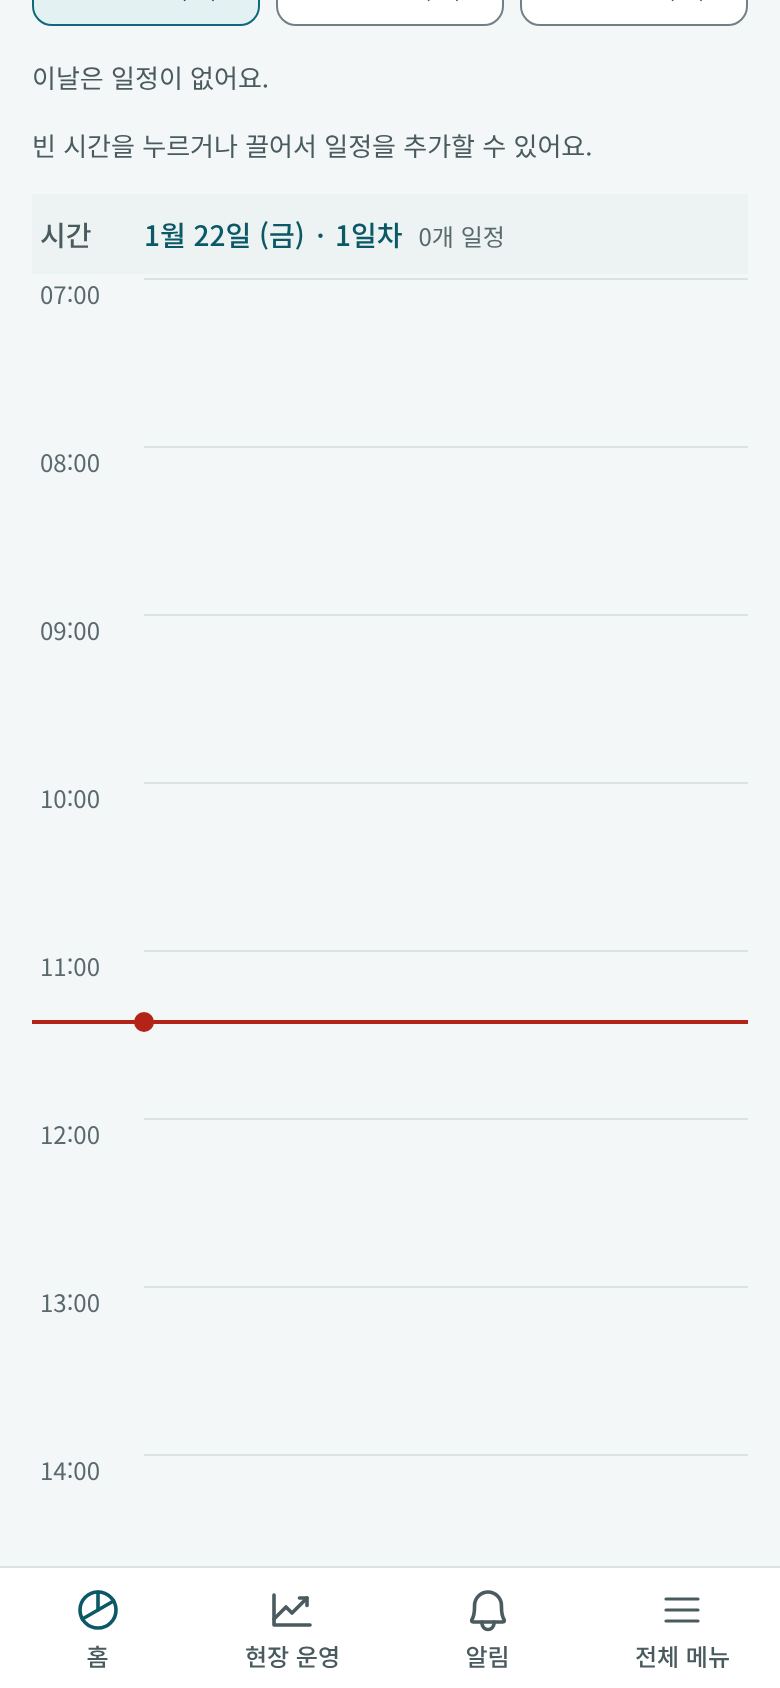 이날은 일정이 없어요.
빈 시간을 누르거나 끌어서 일정을 추가할 수 있어요.
시간 1월 22일 (금) · 1일차 0개 일정
07:00
08:00
09:00
10:00
11:00
12:00
13:00
14:00
홈 현장 운영 알림 전체 메뉴